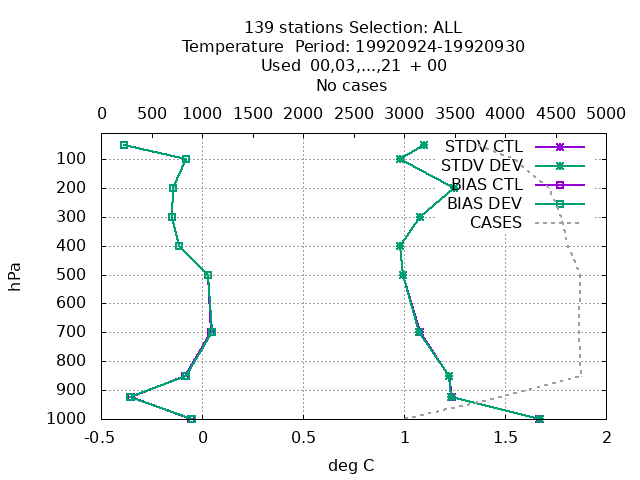 139 stations Selection: ALL
Temperature  Period: 19920924-19920930
Used  00,03,...,21  + 00
No cases
0 500 1000 1500 2000 2500 3000 3500 4000 4500 5000
STDV CTL
STDV DEV
BIAS CTL
BIAS DEV
CASES
100
200
300
400
500
600
700
800
900
1000
hPa
-0.5 0 0.5 1 1.5 2
deg C